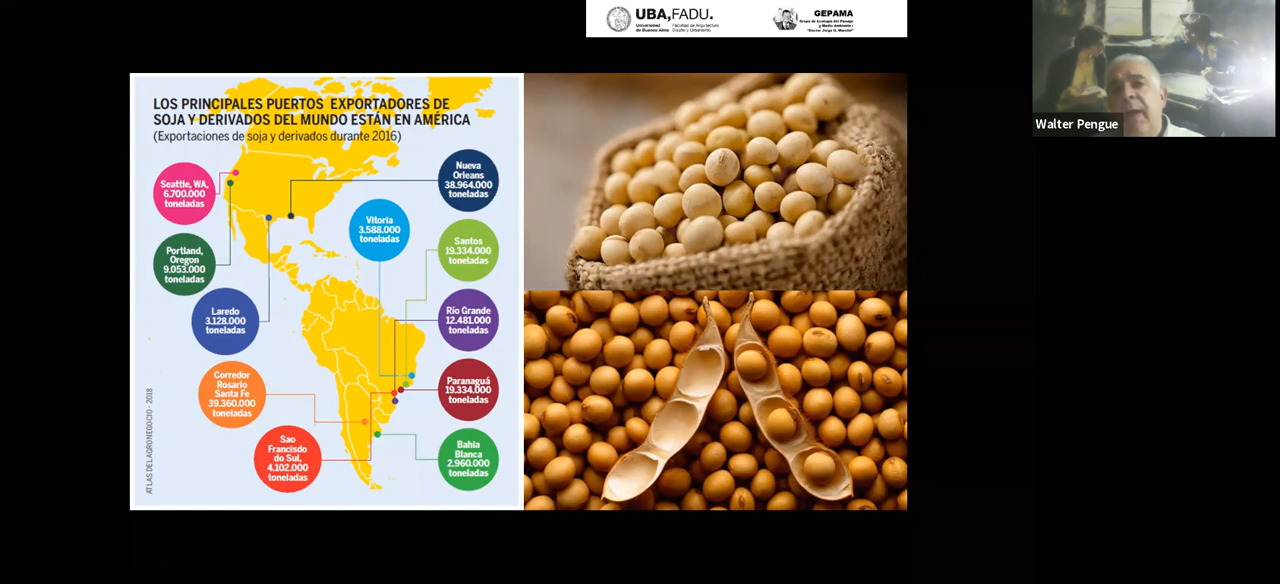 UBA,FADU.
Universidad
de Buenos Aires
Facultad de Arquitectura
Diseño y Urbanismo
GEPAMA
Grupo de Ecología del Paisaje
y Medio Ambiente -
Walter Pengue
LOS PRINCIPALES PUERTOS EXPORTADORES DE
SOJA Y DERIVADOS DEL MUNDO ESTÁN EN AMÉRICA
(Exportaciones de soja y derivados durante 2016)
Seattle, WA,
6.700.000
toneladas
Nueva
Orleans
38.964.000
toneladas
Vitoria
3.588.000
toneladas
Portland,
Oregon
9.053.000
toneladas
Santos
19.334.000
toneladas
Laredo
3.128.000
toneladas
Río Grande
12.481.000
toneladas
Corredor
Rosario
Santa Fe
39.360.000
toneladas
Paranaguá
19.334.000
toneladas
Sao
Francisdo
do Sul,
4.102.000
toneladas
Bahia
Blanca
2.960.000
toneladas
ATLAS DEL AGRONEGOCIO - 2018